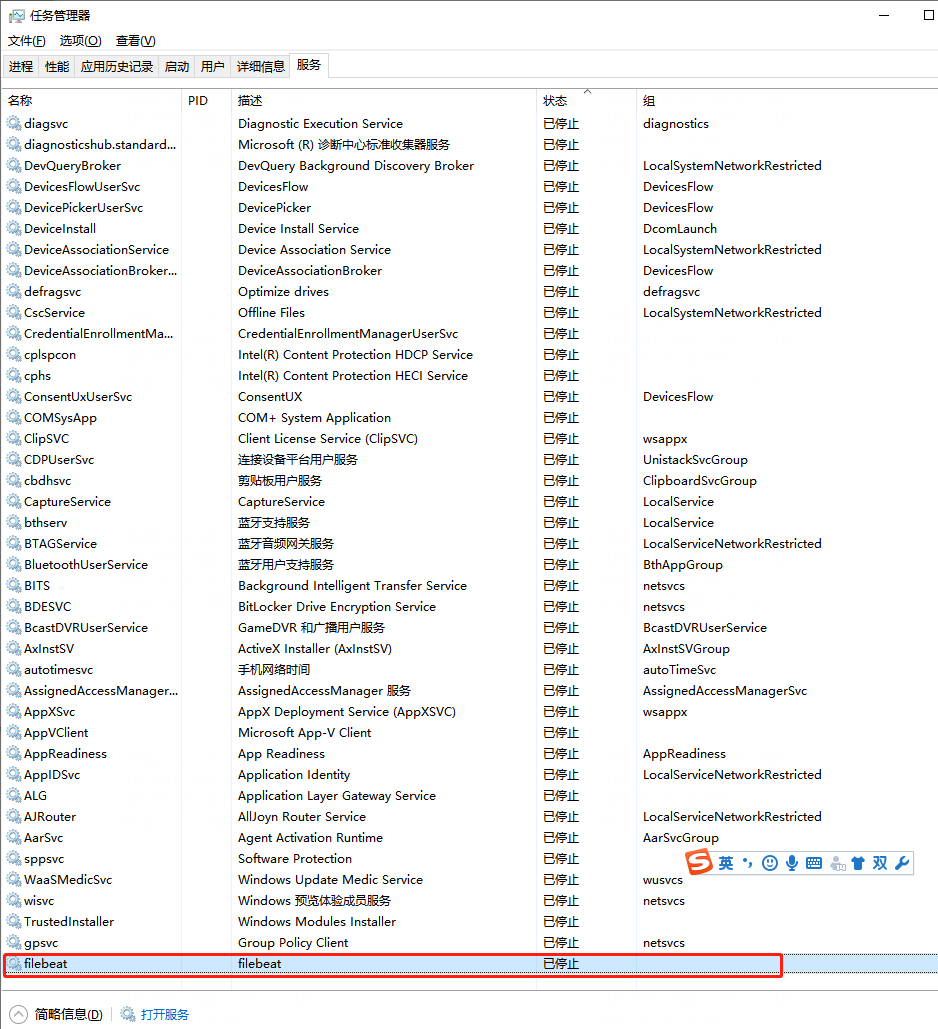 任务管理器
文件(F) 选项(O) 查看(V)
进程 性能 应用历史记录 启动 用户 详细信息 服务
名称 PID 描述 状态 组
diagsvc Diagnostic Execution Service 已停止 diagnostics
diagnosticshub.standard... Microsoft (R) 诊断中心标准收集器服务 已停止
DevQueryBroker DevQuery Background Discovery Broker 已停止 LocalSystemNetworkRestricted
DevicesFlowUserSvc DevicesFlow 已停止 DevicesFlow
DevicePickerUserSvc DevicePicker 已停止 DevicesFlow
DeviceInstall Device Install Service 已停止 DcomLaunch
DeviceAssociationService Device Association Service 已停止 LocalSystemNetworkRestricted
DeviceAssociationBroker... DeviceAssociationBroker 已停止 DevicesFlow
defragsvc Optimize drives 已停止 defragsvc
CscService Offline Files 已停止 LocalSystemNetworkRestricted
CredentialEnrollmentMa... CredentialEnrollmentManagerUserSvc 已停止
cplspcon Intel(R) Content Protection HDCP Service 已停止
cphs Intel(R) Content Protection HECI Service 已停止
ConsentUxUserSvc ConsentUX 已停止 DevicesFlow
COMSysApp COM+ System Application 已停止
ClipSVC Client License Service (ClipSVC) 已停止 wsappx
CDPUserSvc 连接设备平台用户服务 已停止 UnistackSvcGroup
cbdhsvc 剪贴板用户服务 已停止 ClipboardSvcGroup
CaptureService CaptureService 已停止 LocalService
bthserv 蓝牙支持服务 已停止 LocalService
BTAGService 蓝牙音频网关服务 已停止 LocalServiceNetworkRestricted
BluetoothUserService 蓝牙用户支持服务 已停止 BthAppGroup
BITS Background Intelligent Transfer Service 已停止 netsvcs
BDESVC BitLocker Drive Encryption Service 已停止 netsvcs
BcastDVRUserService GameDVR 和广播用户服务 已停止 BcastDVRUserService
AxInstSV ActiveX Installer (AxInstSV) 已停止 AxInstSVGroup
autotimesvc 手机网络时间 已停止 autoTimeSvc
AssignedAccessManager... AssignedAccessManager 服务 已停止 AssignedAccessManagerSvc
AppXSvc AppX Deployment Service (AppXSVC) 已停止 wsappx
AppVClient Microsoft App-V Client 已停止
AppReadiness App Readiness 已停止 AppReadiness
AppIDSvc Application Identity 已停止 LocalServiceNetworkRestricted
ALG Application Layer Gateway Service 已停止
AJRouter AllJoyn Router Service 已停止 LocalServiceNetworkRestricted
AarSvc Agent Activation Runtime 已停止 AarSvcGroup
sppsvc Software Protection 已停止
S 英 双
WaaSMedicSvc Windows Update Medic Service 已停止 wusvcs
wisvc Windows 预览体验成员服务 已停止 netsvcs
TrustedInstaller Windows Modules Installer 已停止
gpsvc Group Policy Client 已停止 netsvcs
filebeat filebeat 已停止
简略信息(D) 打开服务